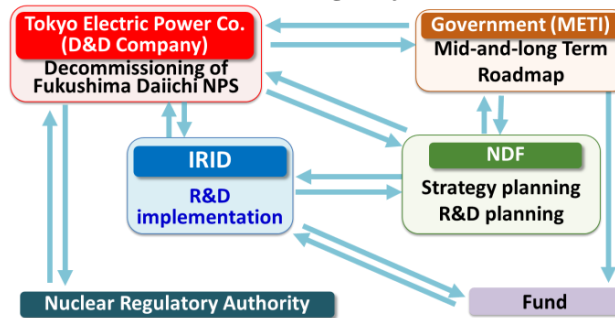 Tokyo Electric Power Co.
(D&D Company)
Decommissioning of
Fukushima Daiichi NPS
Government (METI)
Mid-and-long Term
Roadmap
IRID
R&D
implementation
NDF
Strategy planning
R&D planning
Nuclear Regulatory Authority
Fund